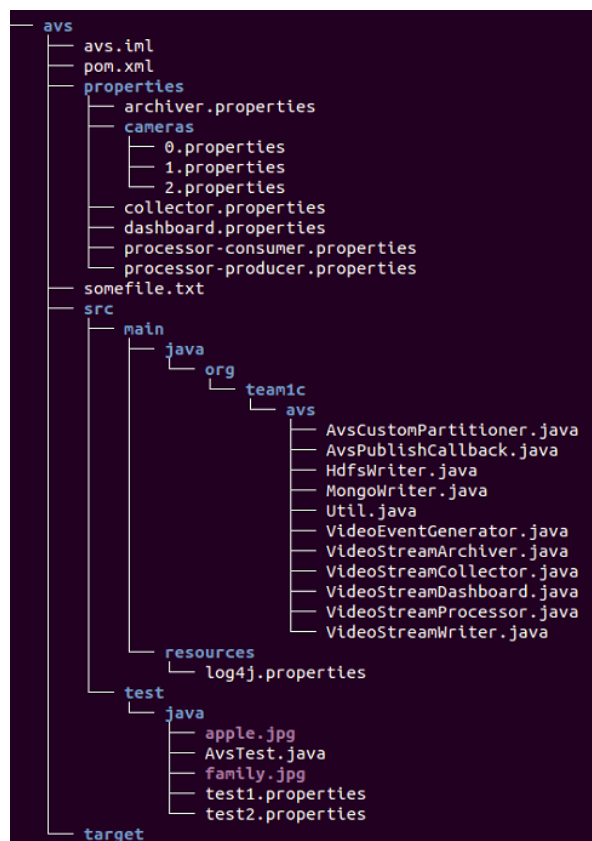 avs
avs.iml
pom.xml
properties
archiver.properties
cameras
0.properties
1.properties
2.properties
collector.properties
dashboard.properties
processor-consumer.properties
processor-producer.properties
somefile.txt
src
main
java
org
team1c
avs
AvsCustomPartitioner.java
AvsPublishCallback.java
HdfsWriter.java
MongoWriter.java
Util.java
VideoEventGenerator.java
VideoStreamArchiver.java
VideoStreamCollector.java
VideoStreamDashboard.java
VideoStreamProcessor.java
VideoStreamWriter.java
resources
log4j.properties
test
java
apple.jpg
AvsTest.java
family.jpg
test1.properties
test2.properties
target